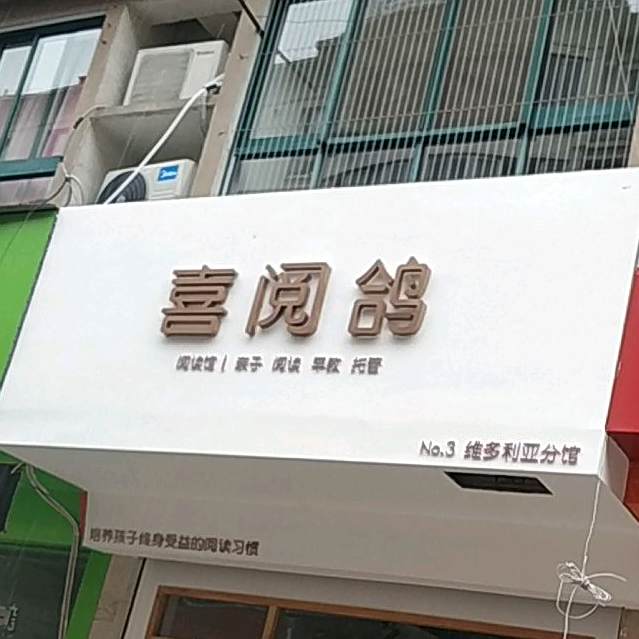 喜阅鸽
阅读馆 | 亲子 阅读 早教 托管
No.3 维多利亚分馆
培养孩子终身受益的阅读习惯
Midea